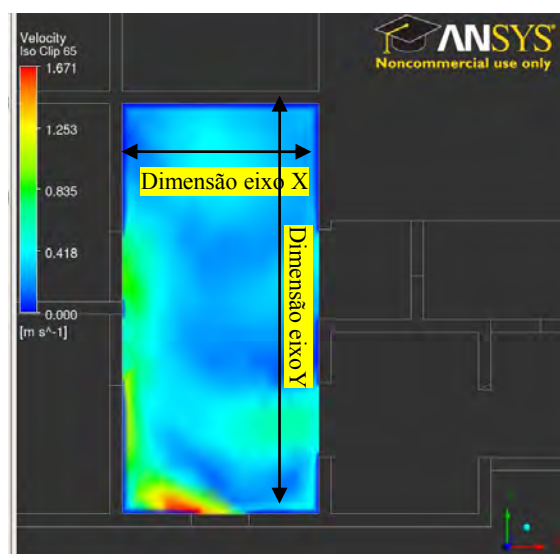 Velocity
Iso Clip 65
1.671
1.253
0.835
0.418
0.000
[m s^-1]
ANSYS
Noncommercial use only
Dimensão eixo X
Dimensão eixoY